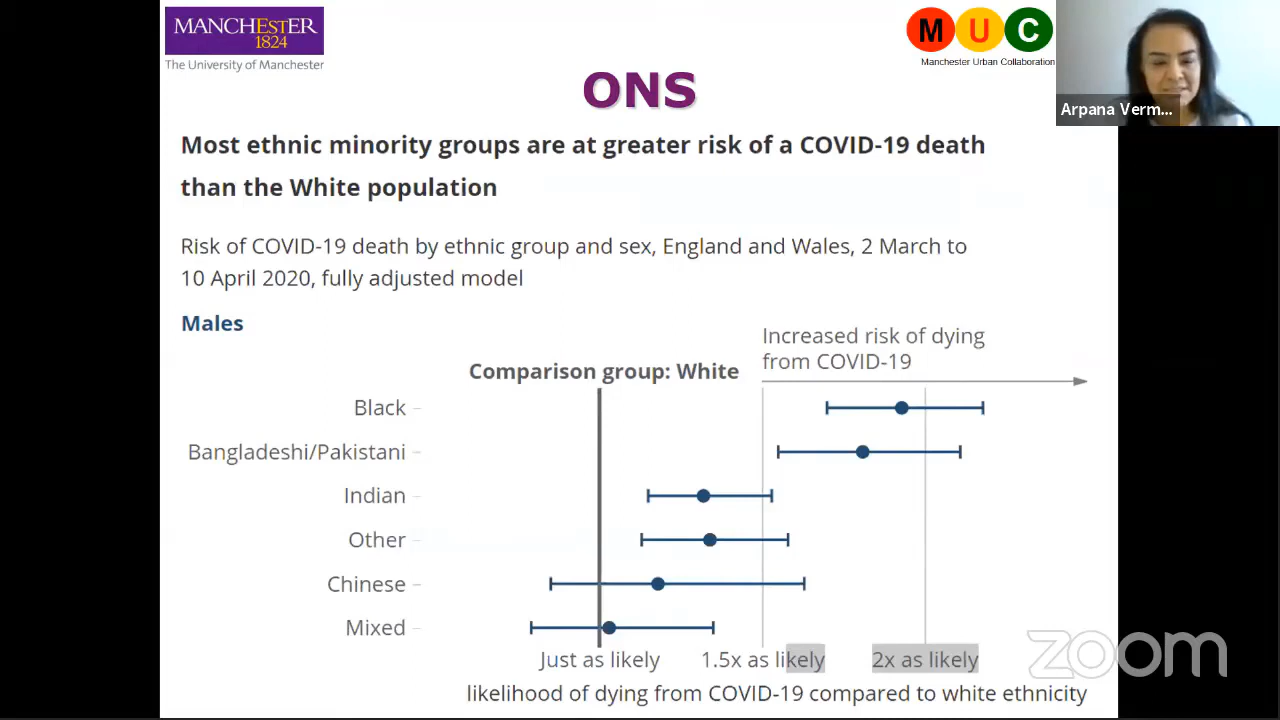 MANCHESTER
1824
The University of Manchester
M U C
Manchester Urban Collaboration
Arpana Verm...
ONS
Most ethnic minority groups are at greater risk of a COVID-19 death
than the White population
Risk of COVID-19 death by ethnic group and sex, England and Wales, 2 March to
10 April 2020, fully adjusted model
Males
Increased risk of dying
from COVID-19
Comparison group: White
Black
Bangladeshi/Pakistani
Indian
Other
Chinese
Mixed
Just as likely 1.5x as likely 2x as likely
likelihood of dying from COVID-19 compared to white ethnicity
zoom